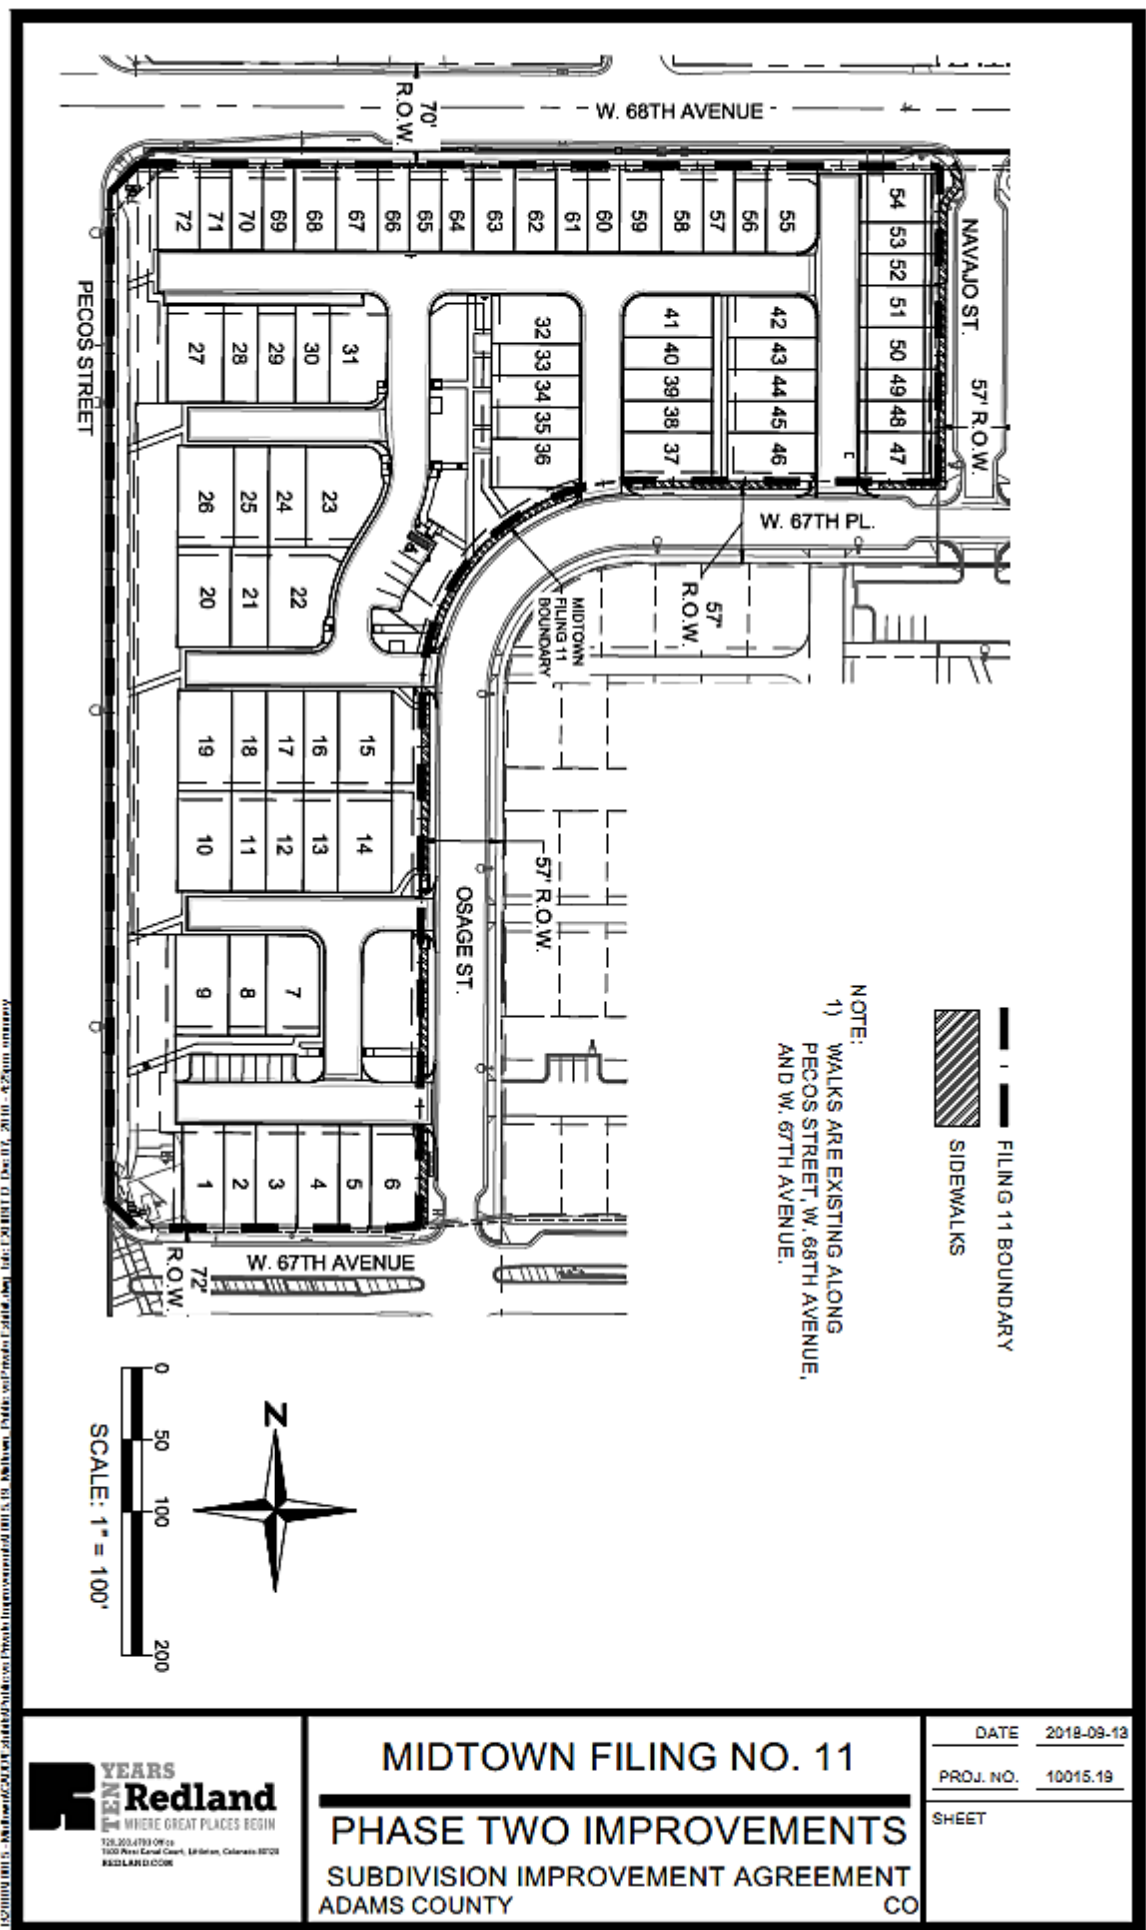 W. 68TH AVENUE
70'
R.O.W.
72
71
70
69
68
67
66
65
64
63
62
61
60
59
58
57
56
55
54
53
52
51
50
49
48
47
NAVAJO ST.
57' R.O.W.
42
43
44
45
46
41
40
39
38
37
32
33
34
35
36
31
30
29
28
27
PECOS STREET
W. 67TH PL.
57'
R.O.W.
MIDTOWN
FILING 11
BOUNDARY
26
25
24
23
20
21
22
19
18
17
16
15
10
11
12
13
14
57' R.O.W.
OSAGE ST.
9
8
7
1
2
3
4
5
6
W. 67TH AVENUE
72'
R.O.W.
FILING 11 BOUNDARY
SIDEWALKS
NOTE:
1) WALKS ARE EXISTING ALONG
PECOS STREET, W. 68TH AVENUE,
AND W. 67TH AVENUE.
N
0 50 100 200
SCALE: 1" = 100'
TEN YEARS
Redland
WHERE GREAT PLACES BEGIN
REDLAND.COM
MIDTOWN FILING NO. 11
PHASE TWO IMPROVEMENTS
SUBDIVISION IMPROVEMENT AGREEMENT
ADAMS COUNTY CO
DATE 2018-09-13
PROJ. NO. 10015.19
SHEET